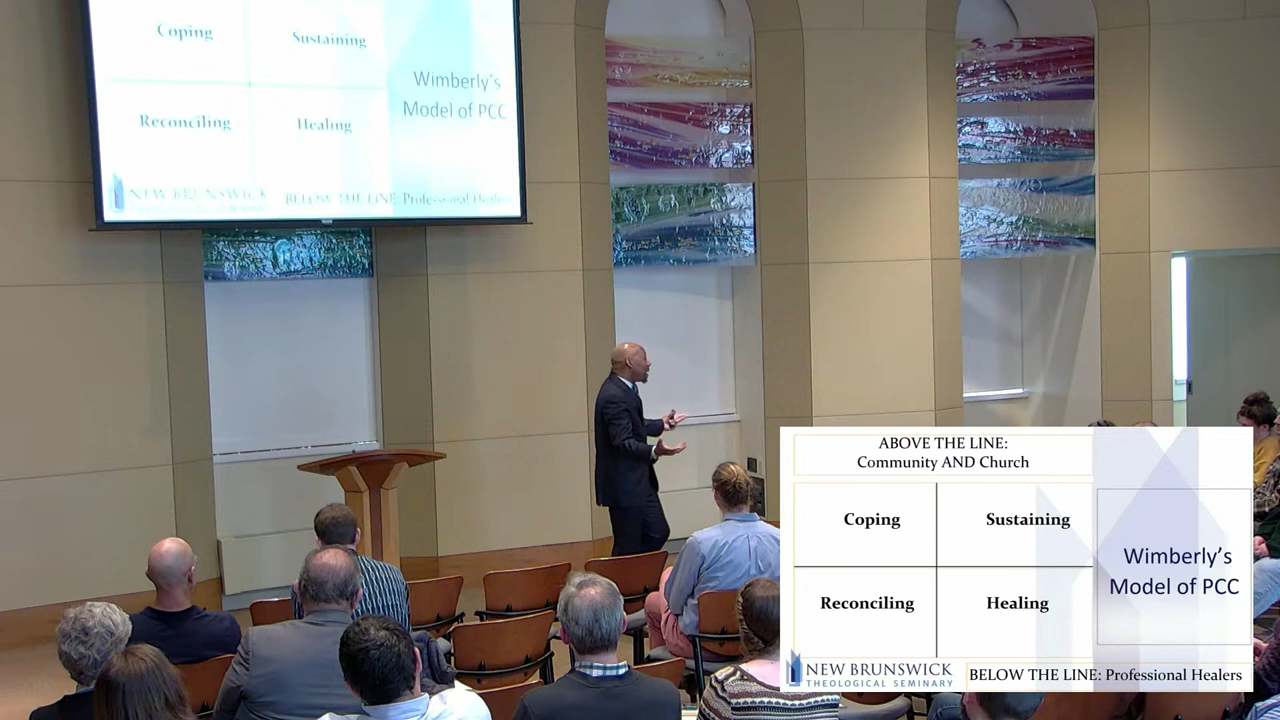 Coping
Sustaining
Wimberly's
Model of PCC
Reconciling
Healing
NEW BRUNSWICK
BELOW THE LINE: Professional Healers
ABOVE THE LINE:
Community AND Church
Coping
Sustaining
Wimberly's
Model of PCC
Reconciling
Healing
NEW BRUNSWICK
THEOLOGICAL SEMINARY
BELOW THE LINE: Professional Healers